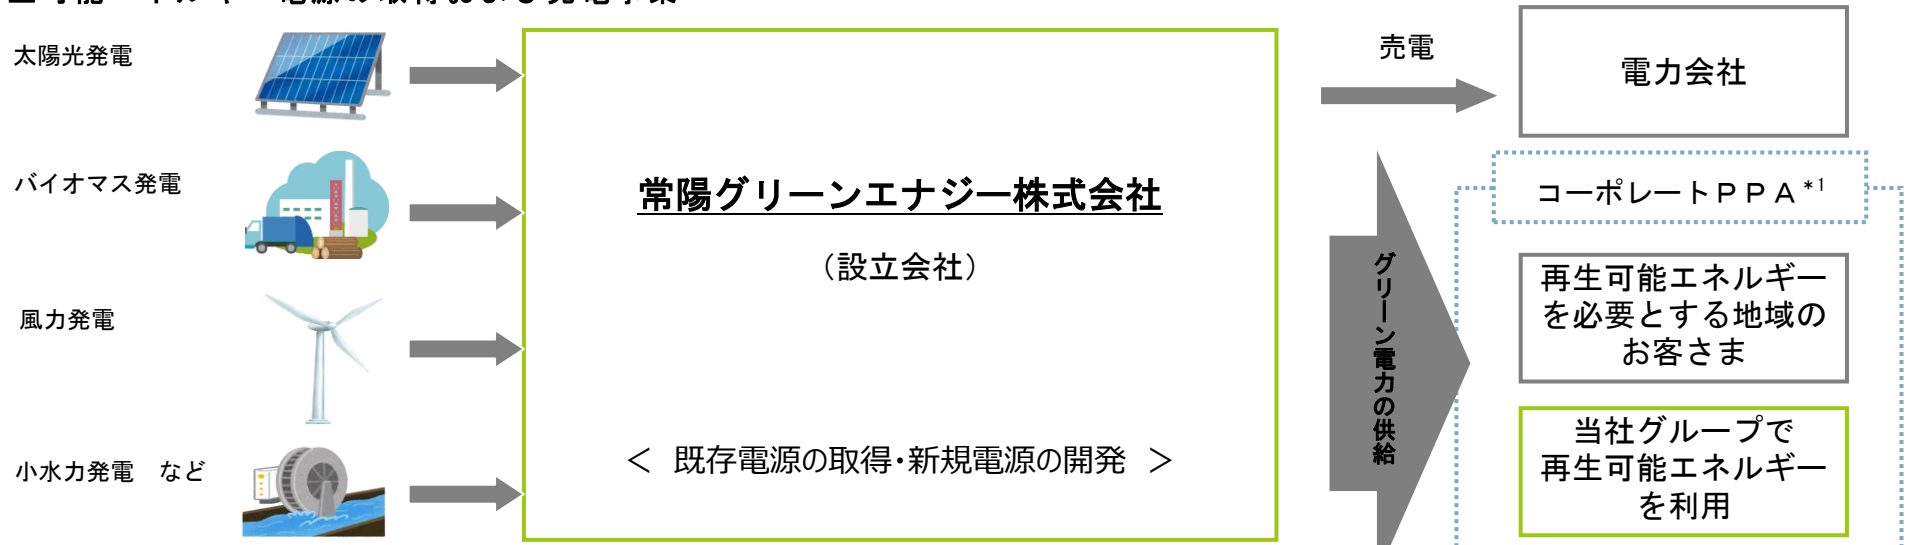 太陽光発電
バイオマス発電
風力発電
小水力発電 など
常陽グリーンエナジー株式会社
（設立会社）
＜ 既存電源の取得・新規電源の開発 ＞
売電
電力会社
グリーン電力の供給
コーポレートＰＰＡ*1
再生可能エネルギー
を必要とする地域の
お客さま
当社グループで
再生可能エネルギー
を利用